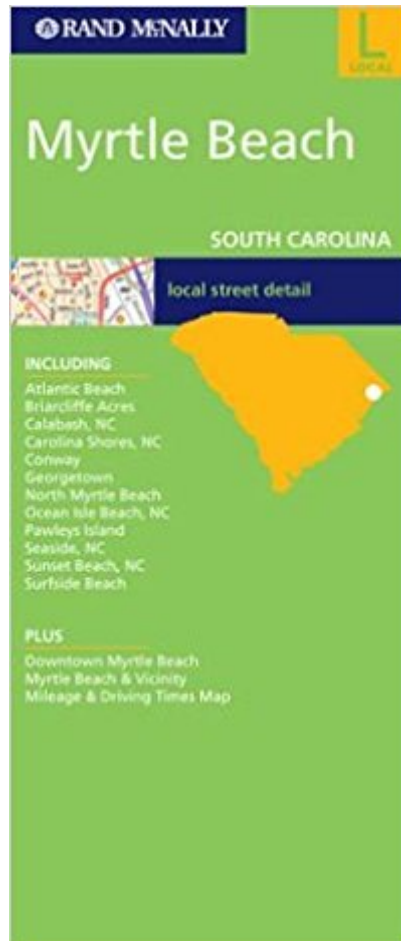 RAND McNALLY
L
LOCAL
Myrtle Beach
SOUTH CAROLINA
local street detail
INCLUDING
Atlantic Beach
Briarcliffe Acres
Calabash, NC
Carolina Shores, NC
Conway
Georgetown
North Myrtle Beach
Ocean Isle Beach, NC
Pawleys Island
Seaside, NC
Sunset Beach, NC
Surfside Beach
PLUS
Downtown Myrtle Beach
Myrtle Beach & Vicinity
Mileage & Driving Times Map